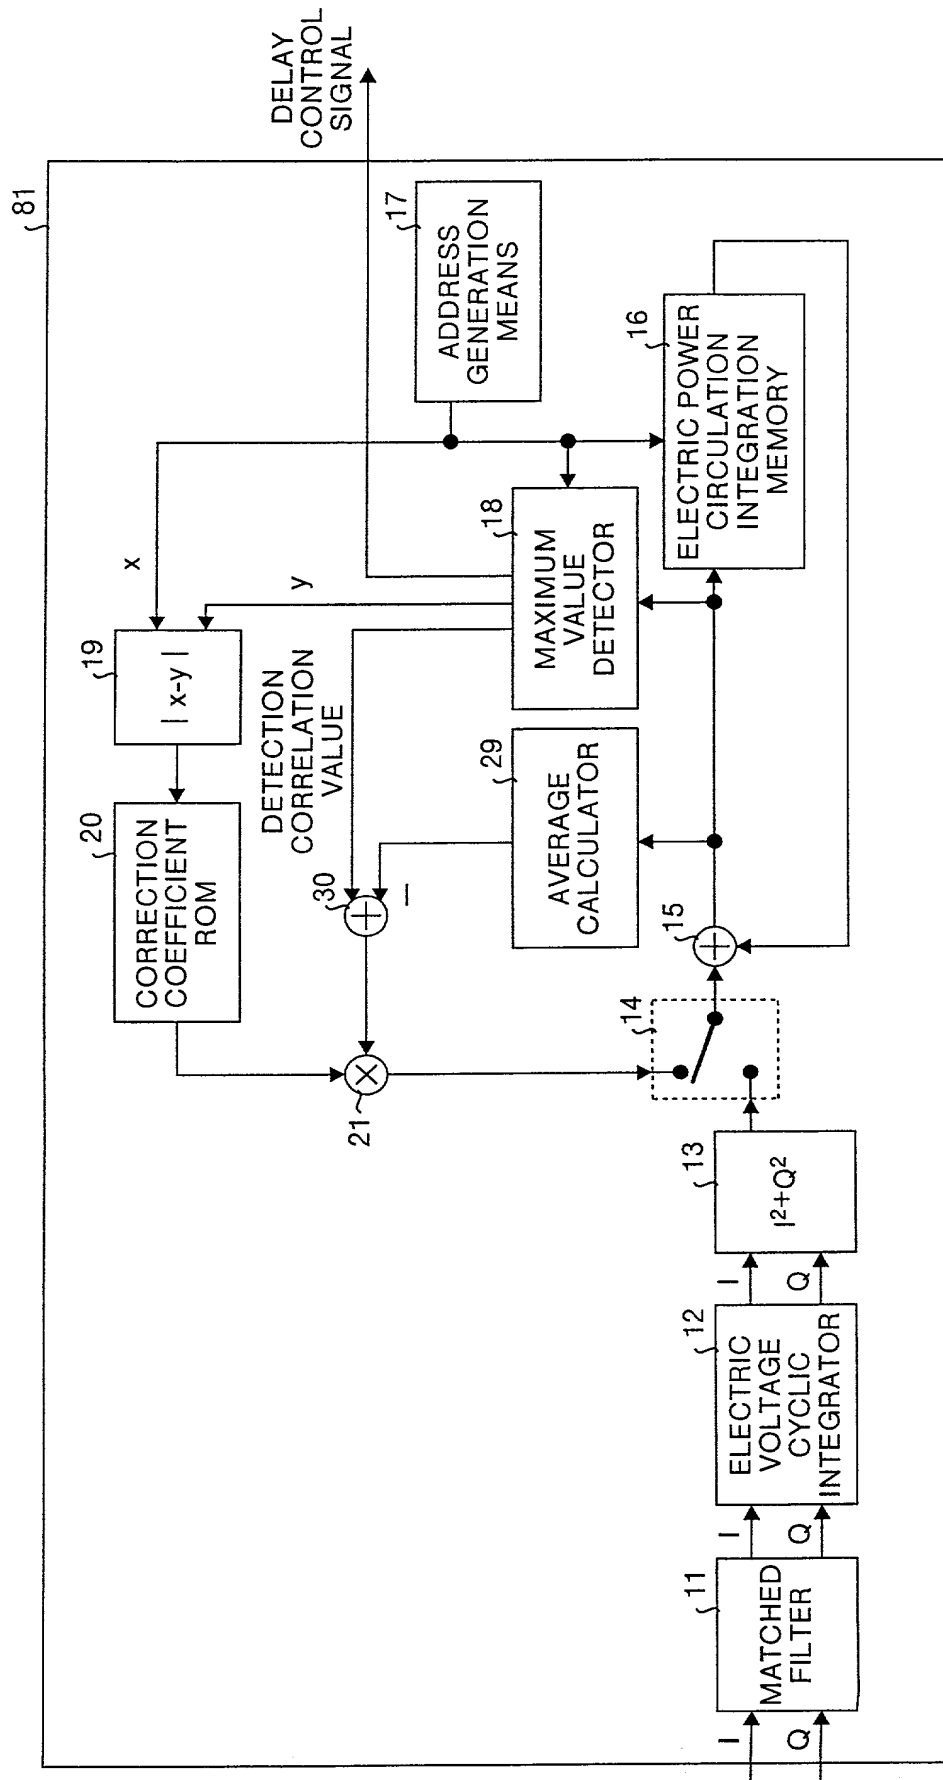 81
DELAY
CONTROL
SIGNAL
17
ADDRESS
GENERATION
MEANS
x
y
19
| x-y |
20
CORRECTION
COEFFICIENT
ROM
DETECTION
CORRELATION
VALUE
18
MAXIMUM
VALUE
DETECTOR
16
ELECTRIC POWER
CIRCULATION
INTEGRATION
MEMORY
29
AVERAGE
CALCULATOR
30
+
−
21
×
15
+
14
13
I²+Q²
I
Q
12
ELECTRIC
VOLTAGE
CYCLIC
INTEGRATOR
I
Q
11
MATCHED
FILTER
I
Q